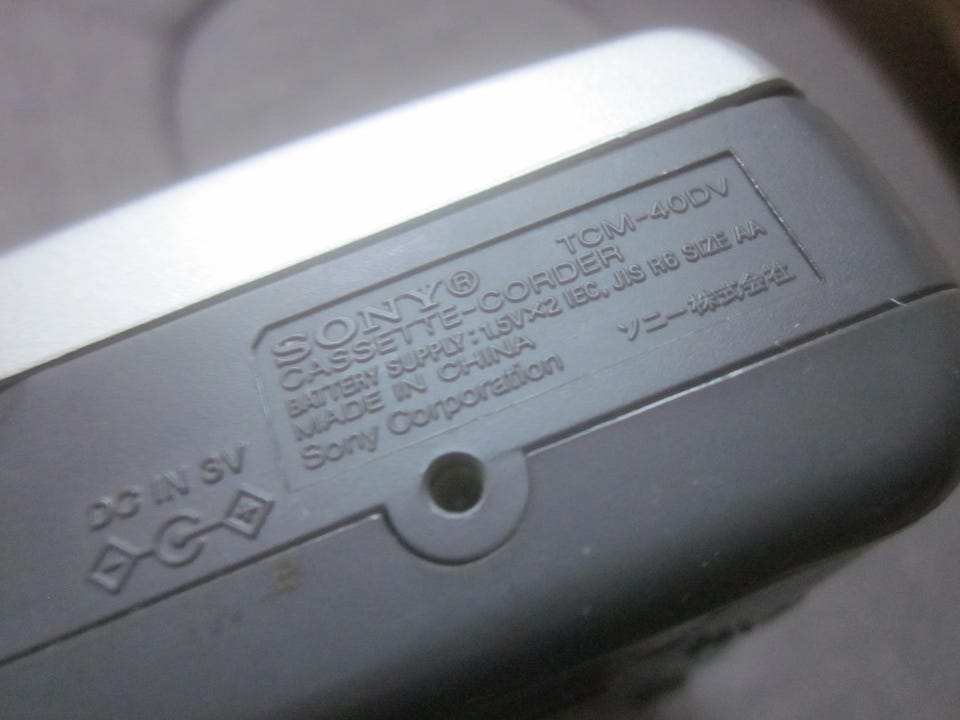 SONY® TCM-40DV
CASSETTE-CORDER
BATTERY SUPPLY: 1.5V×2 IEC, JIS R6 SIZE AA
MADE IN CHINA ソニー株式会社
Sony Corporation
DC IN 3V